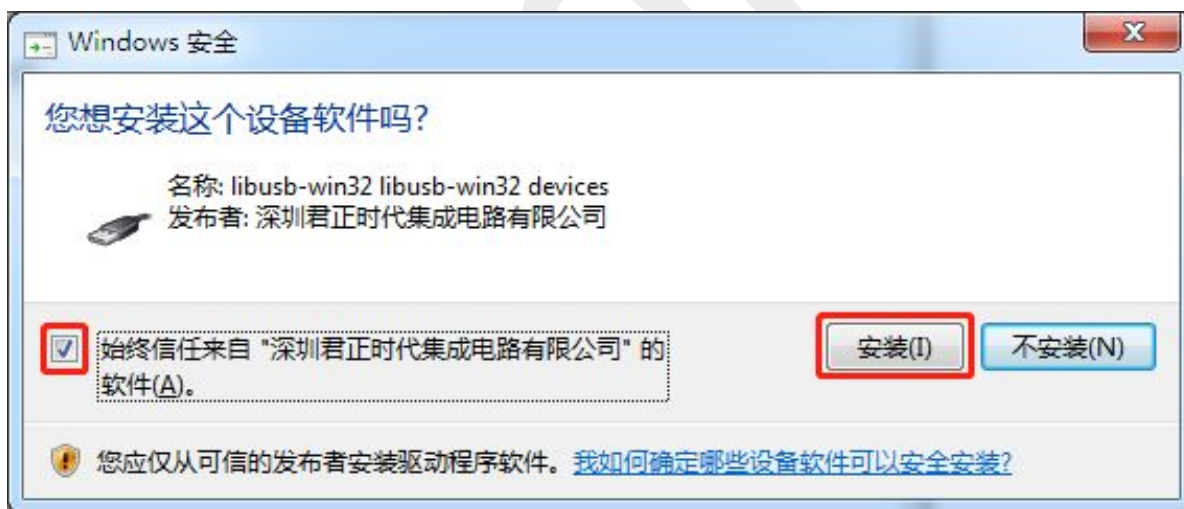 Windows 安全
您想安装这个设备软件吗?
名称: libusb-win32 libusb-win32 devices
发布者: 深圳君正时代集成电路有限公司
始终信任来自 "深圳君正时代集成电路有限公司" 的
软件(A)。
安装(I)
不安装(N)
您应仅从可信的发布者安装驱动程序软件。我如何确定哪些设备软件可以安全安装?